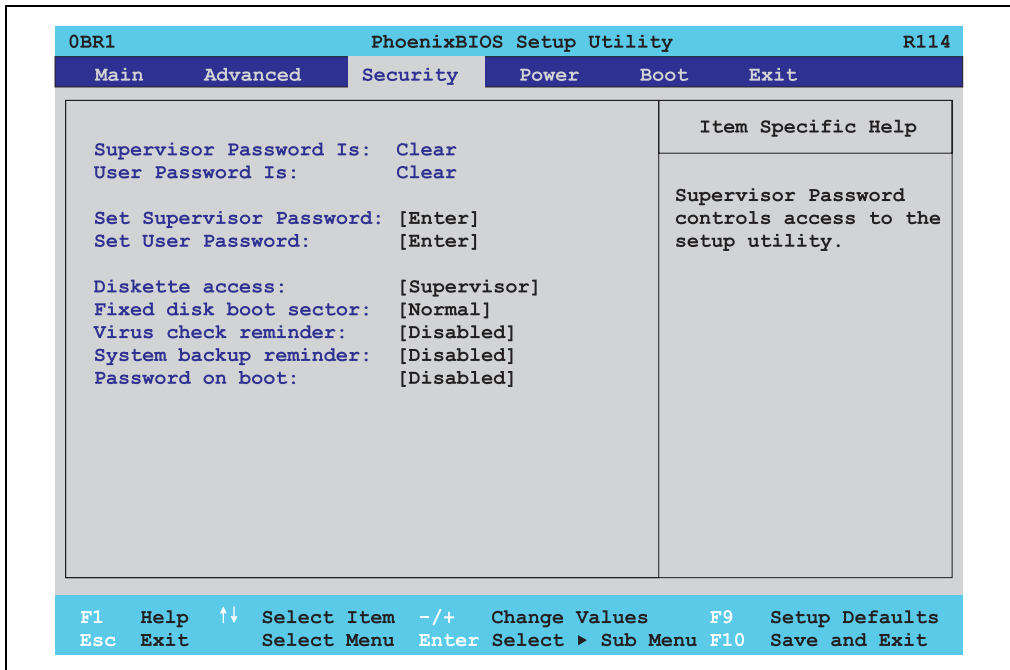 0BR1 PhoenixBIOS Setup Utility R114
Main Advanced Security Power Boot Exit
Item Specific Help
Supervisor Password Is: Clear
User Password Is: Clear
Supervisor Password
controls access to the
setup utility.
Set Supervisor Password: [Enter]
Set User Password: [Enter]
Diskette access: [Supervisor]
Fixed disk boot sector: [Normal]
Virus check reminder: [Disabled]
System backup reminder: [Disabled]
Password on boot: [Disabled]
F1 Help ↑↓ Select Item -/+ Change Values F9 Setup Defaults
Esc Exit Select Menu Enter Select ▶ Sub Menu F10 Save and Exit